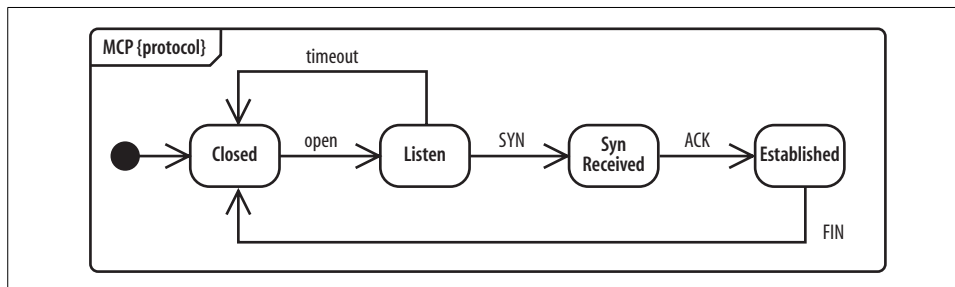 MCP {protocol}
timeout
Closed
open
Listen
SYN
Syn
Received
ACK
Established
FIN